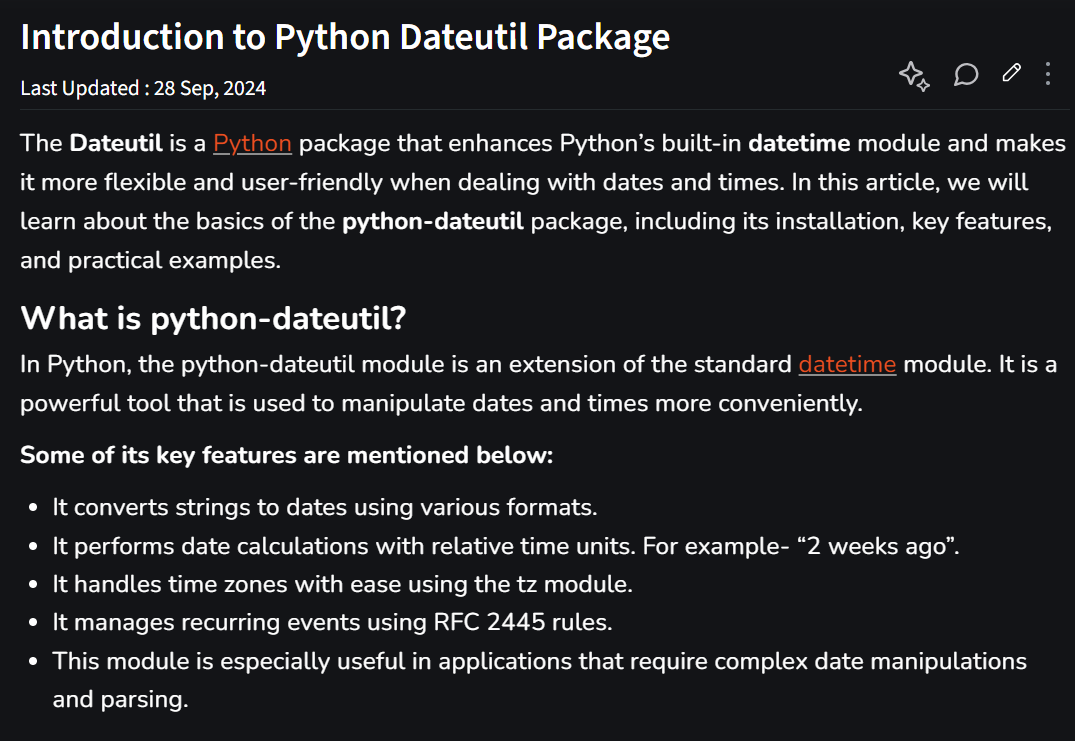 Introduction to Python Dateutil Package
Last Updated : 28 Sep, 2024
The Dateutil is a Python package that enhances Python’s built-in datetime module and makes
it more flexible and user-friendly when dealing with dates and times. In this article, we will
learn about the basics of the python-dateutil package, including its installation, key features,
and practical examples.
What is python-dateutil?
In Python, the python-dateutil module is an extension of the standard datetime module. It is a
powerful tool that is used to manipulate dates and times more conveniently.
Some of its key features are mentioned below:
• It converts strings to dates using various formats.
• It performs date calculations with relative time units. For example- “2 weeks ago”.
• It handles time zones with ease using the tz module.
• It manages recurring events using RFC 2445 rules.
• This module is especially useful in applications that require complex date manipulations
and parsing.